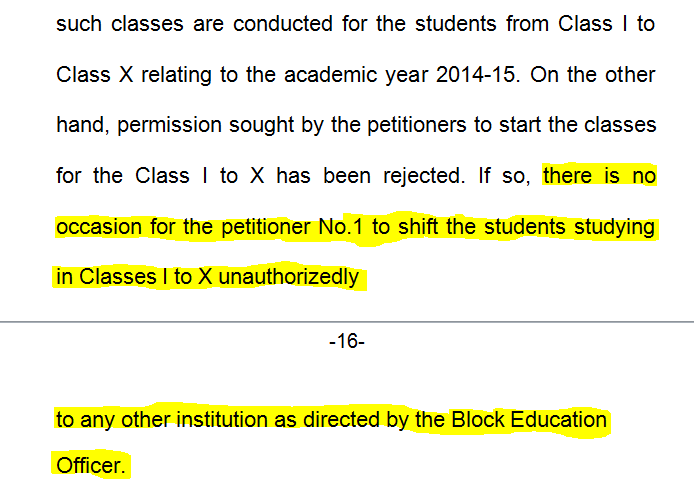 such classes are conducted for the students from Class I to
Class X relating to the academic year 2014-15. On the other
hand, permission sought by the petitioners to start the classes
for the Class I to X has been rejected. If so, there is no
occasion for the petitioner No.1 to shift the students studying
in Classes I to X unauthorizedly
-16-
to any other institution as directed by the Block Education
Officer.